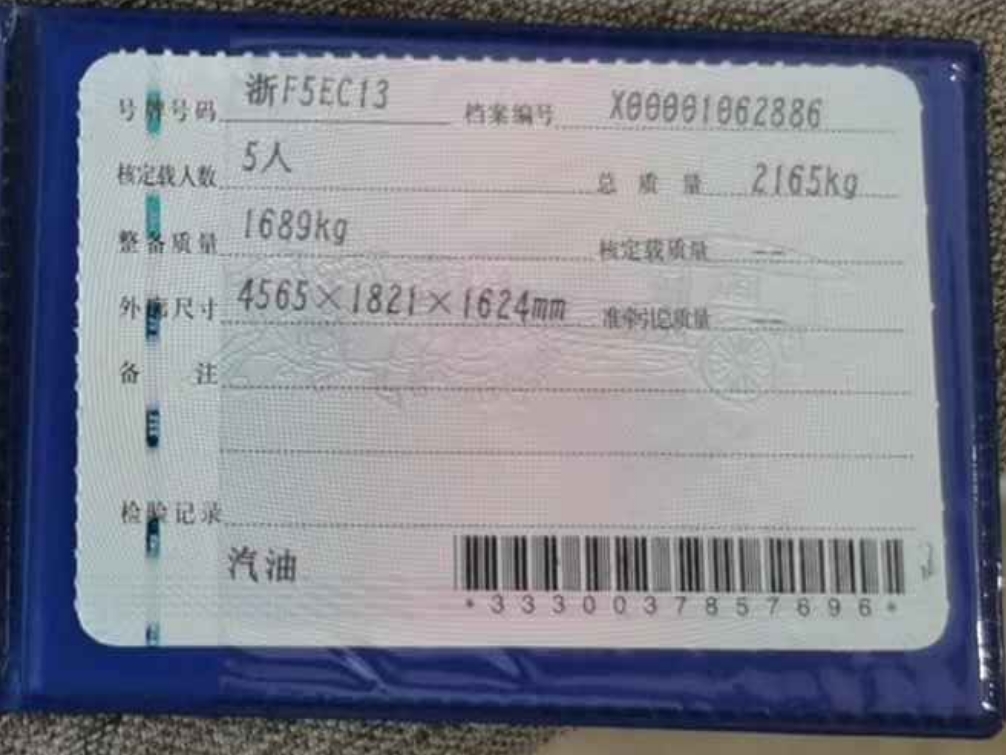 号牌号码 浙F5EC13 档案编号 X00001062886
核定载人数 5人 总质量 2165kg
整备质量 1689kg 核定载质量 --
外廓尺寸 4565×1821×1624mm 准牵引总质量 --
备注
检验记录
汽油
*3330037857696*